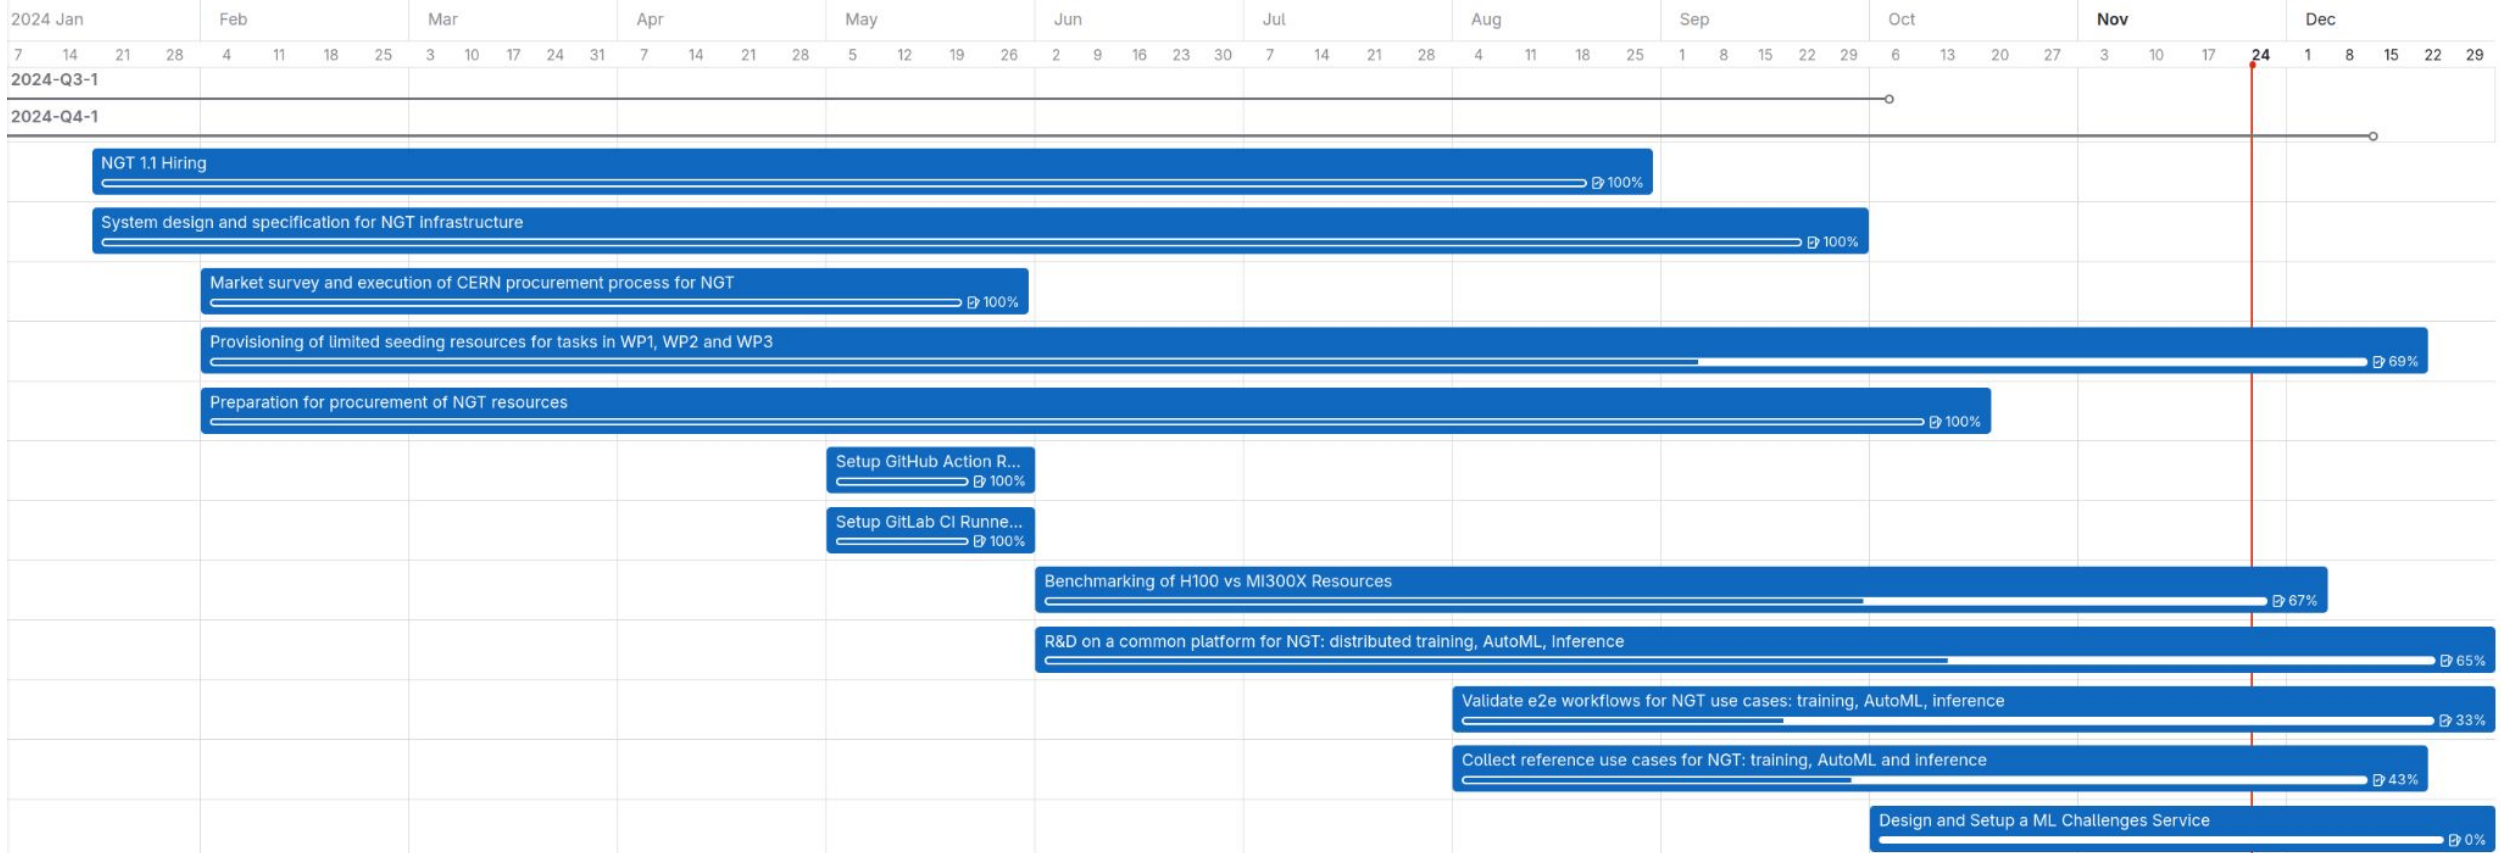 2024 Jan Feb Mar Apr May Jun Jul Aug Sep Oct Nov Dec
7 14 21 28 4 11 18 25 3 10 17 24 31 7 14 21 28 5 12 19 26 2 9 16 23 30 7 14 21 28 4 11 18 25 1 8 15 22 29 6 13 20 27 3 10 17 24 1 8 15 22 29
2024-Q3-1
2024-Q4-1
NGT 1.1 Hiring
100%
System design and specification for NGT infrastructure
100%
Market survey and execution of CERN procurement process for NGT
100%
Provisioning of limited seeding resources for tasks in WP1, WP2 and WP3
69%
Preparation for procurement of NGT resources
100%
Setup GitHub Action R...
100%
Setup GitLab CI Runne...
100%
Benchmarking of H100 vs MI300X Resources
67%
R&D on a common platform for NGT: distributed training, AutoML, Inference
65%
Validate e2e workflows for NGT use cases: training, AutoML, inference
33%
Collect reference use cases for NGT: training, AutoML and inference
43%
Design and Setup a ML Challenges Service
0%